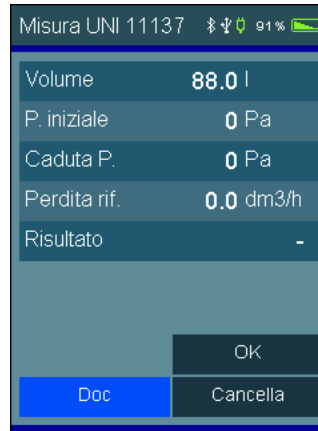 Misura UNI 11137 91%
Volume 88.0 l
P. iniziale 0 Pa
Caduta P. 0 Pa
Perdita rif. 0.0 dm3/h
Risultato -
OK
Doc Cancella